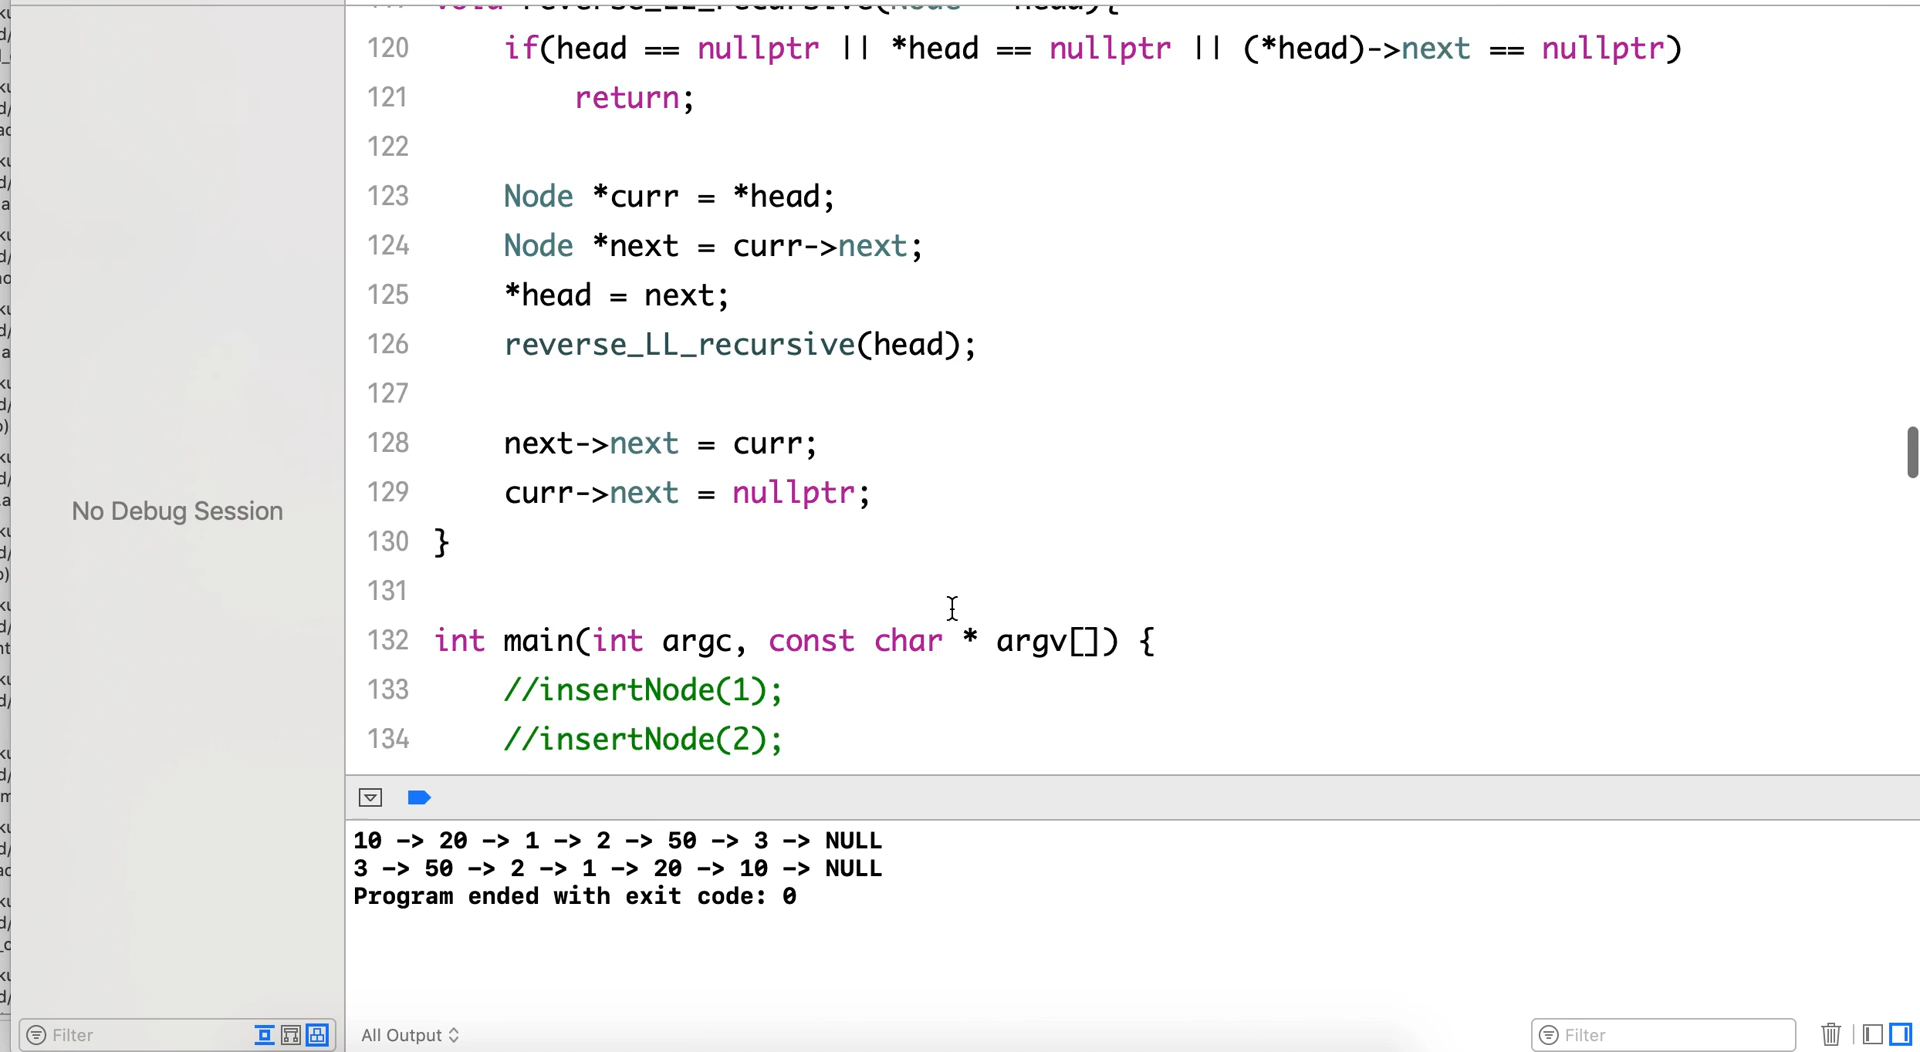 void reverse_LL_recursive(Node **head){
120 if(head == nullptr || *head == nullptr || (*head)->next == nullptr)
121 return;
122
123 Node *curr = *head;
124 Node *next = curr->next;
125 *head = next;
126 reverse_LL_recursive(head);
127
128 next->next = curr;
129 curr->next = nullptr;
130 }
131
132 int main(int argc, const char * argv[]) {
133 //insertNode(1);
134 //insertNode(2);
No Debug Session
10 -> 20 -> 1 -> 2 -> 50 -> 3 -> NULL
3 -> 50 -> 2 -> 1 -> 20 -> 10 -> NULL
Program ended with exit code: 0
Filter
All Output
Filter